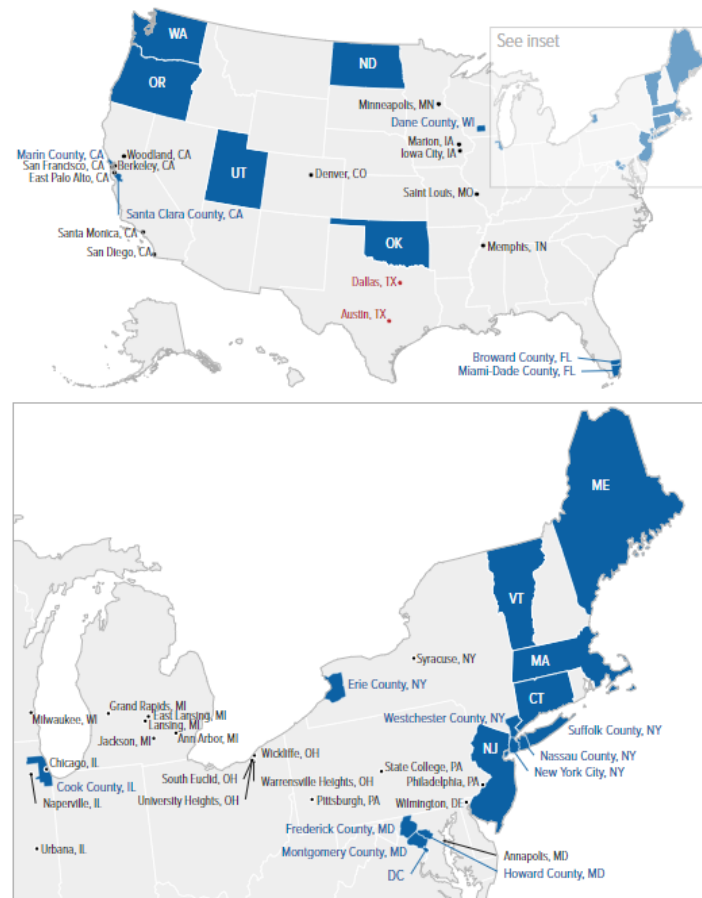 See inset
WA
ND
OR
Minneapolis, MN
Dane County, WI
Marion, IA
Iowa City, IA
Marin County, CA
Woodland, CA
San Francisco, CA
Berkeley, CA
East Palo Alto, CA
UT
Denver, CO
Saint Louis, MO
Santa Clara County, CA
Santa Monica, CA
San Diego, CA
OK
Memphis, TN
Dallas, TX
Austin, TX
Broward County, FL
Miami-Dade County, FL
ME
VT
Syracuse, NY
MA
Erie County, NY
CT
Westchester County, NY
Grand Rapids, MI
East Lansing, MI
Milwaukee, WI
Lansing, MI
Jackson, MI
Ann Arbor, MI
Suffolk County, NY
NJ
Nassau County, NY
New York City, NY
Wickliffe, OH
Chicago, IL
South Euclid, OH
Warrensville Heights, OH
State College, PA
Cook County, IL
Philadelphia, PA
Naperville, IL
University Heights, OH
Pittsburgh, PA
Wilmington, DE
Frederick County, MD
Urbana, IL
Montgomery County, MD
Annapolis, MD
DC
Howard County, MD